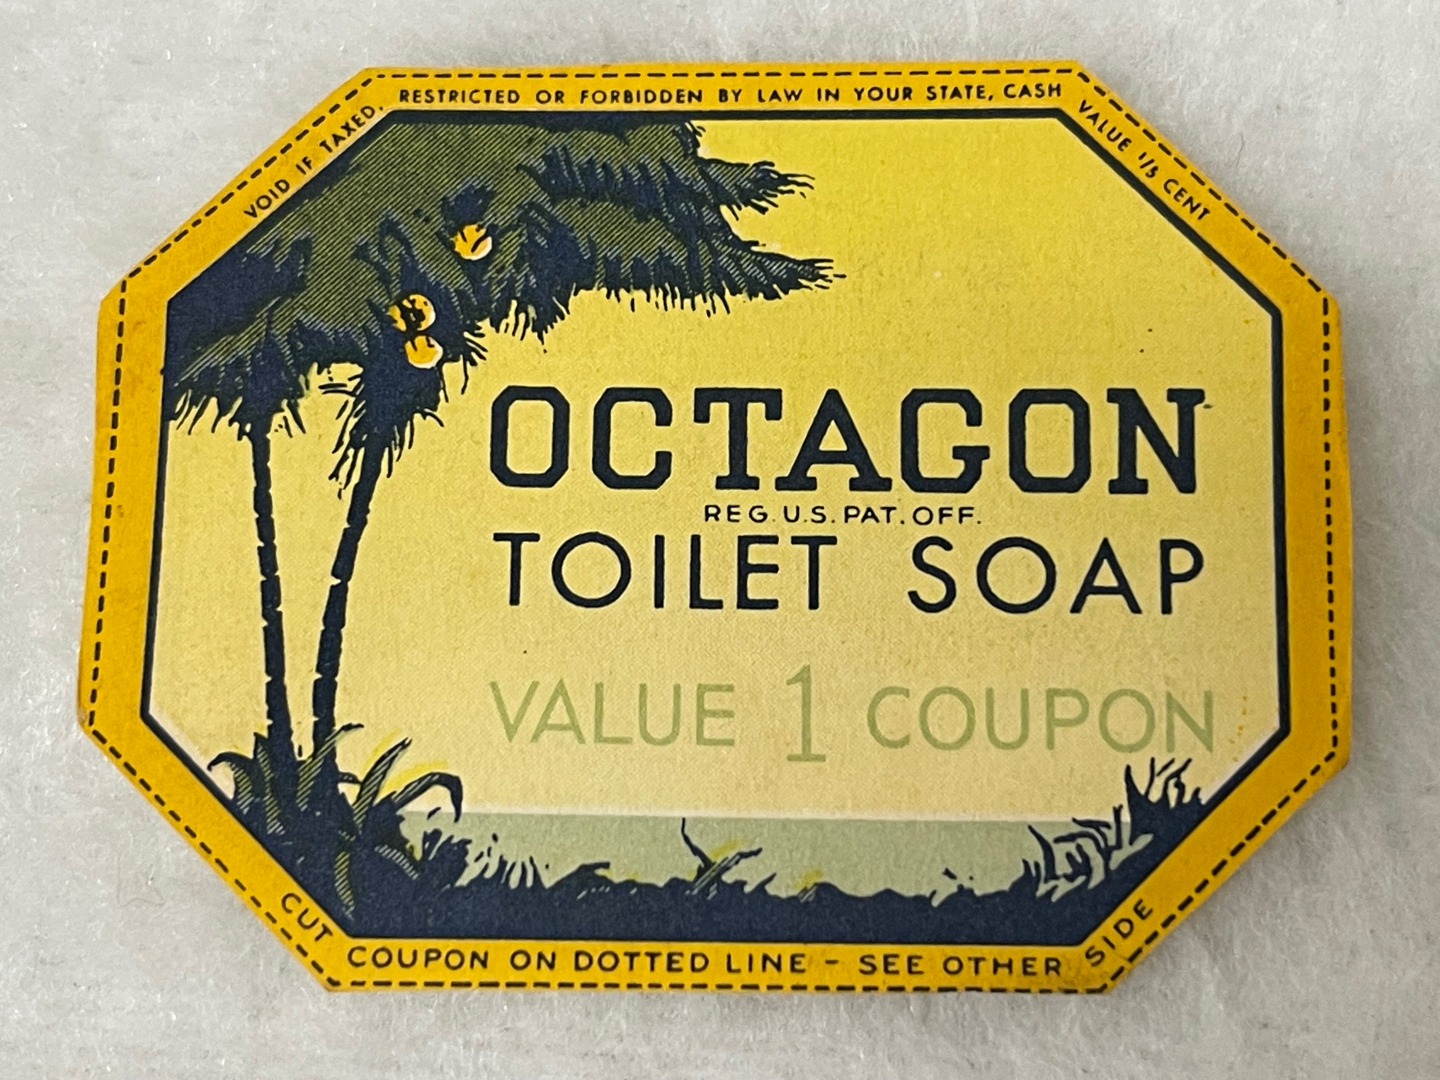 VOID IF TAXED, RESTRICTED OR FORBIDDEN BY LAW IN YOUR STATE, CASH VALUE 1/5 CENT
OCTAGON
REG. U.S. PAT. OFF.
TOILET SOAP
VALUE 1 COUPON
CUT COUPON ON DOTTED LINE - SEE OTHER SIDE